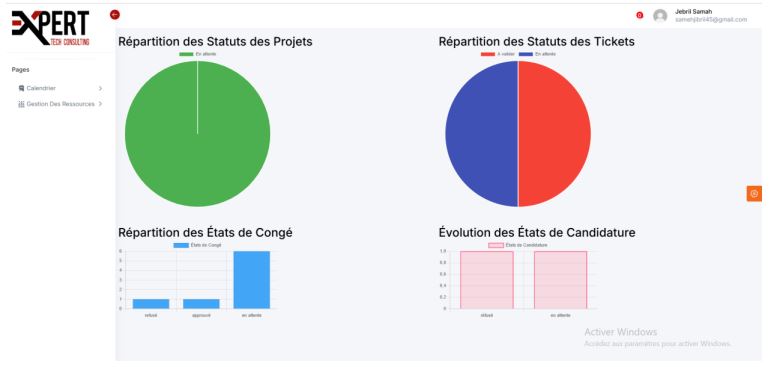 EXPERT
TECH CONSULTING
Jebril Samah
samehjibril45@gmail.com
Pages
Calendrier
Gestion Des Ressources
Répartition des Statuts des Projets
En attente
Répartition des Statuts des Tickets
A valider En attente
Répartition des États de Congé
États de Congé
6
5
4
3
2
1
0
refusé approuvé en attente
Évolution des États de Candidature
États de Candidature
1,0
0,8
0,6
0,4
0,2
0
refusé en attente
Activer Windows
Accédez aux paramètres pour activer Windows.